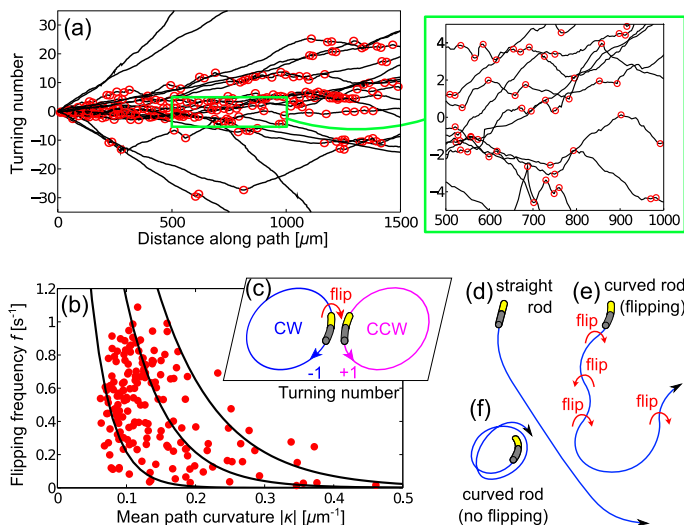 (a)
Turning number
30
20
10
0
−10
−20
−30
0
500
1000
1500
Distance along path [μm]
4
2
0
−2
−4
500
600
700
800
900
1000
(b)
Flipping frequency f [s⁻¹]
1.2
1.0
0.8
0.6
0.4
0.2
0
0
0.1
0.2
0.3
0.4
0.5
Mean path curvature |κ| [μm⁻¹]
(c)
flip
CW
CCW
-1
+1
Turning number
(d)
straight
rod
(e)
curved rod
(flipping)
flip
flip
flip
flip
(f)
curved rod
(no flipping)